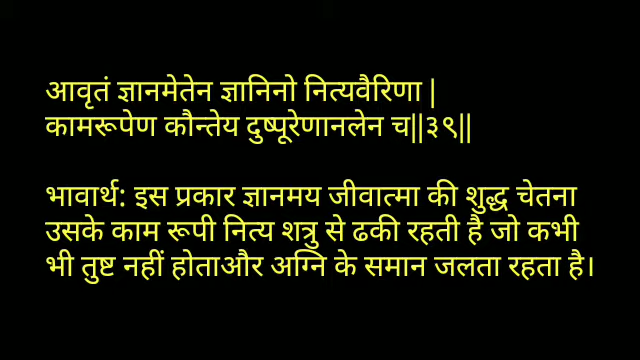 आवृतं ज्ञानमेतेन ज्ञानिनो नित्यवैरिणा |
कामरूपेण कौन्तेय दुष्पूरेणानलेन च||३९||
भावार्थ: इस प्रकार ज्ञानमय जीवात्मा की शुद्ध चेतना
उसके काम रूपी नित्य शत्रु से ढकी रहती है जो कभी
भी तुष्ट नहीं होताऔर अग्नि के समान जलता रहता है।